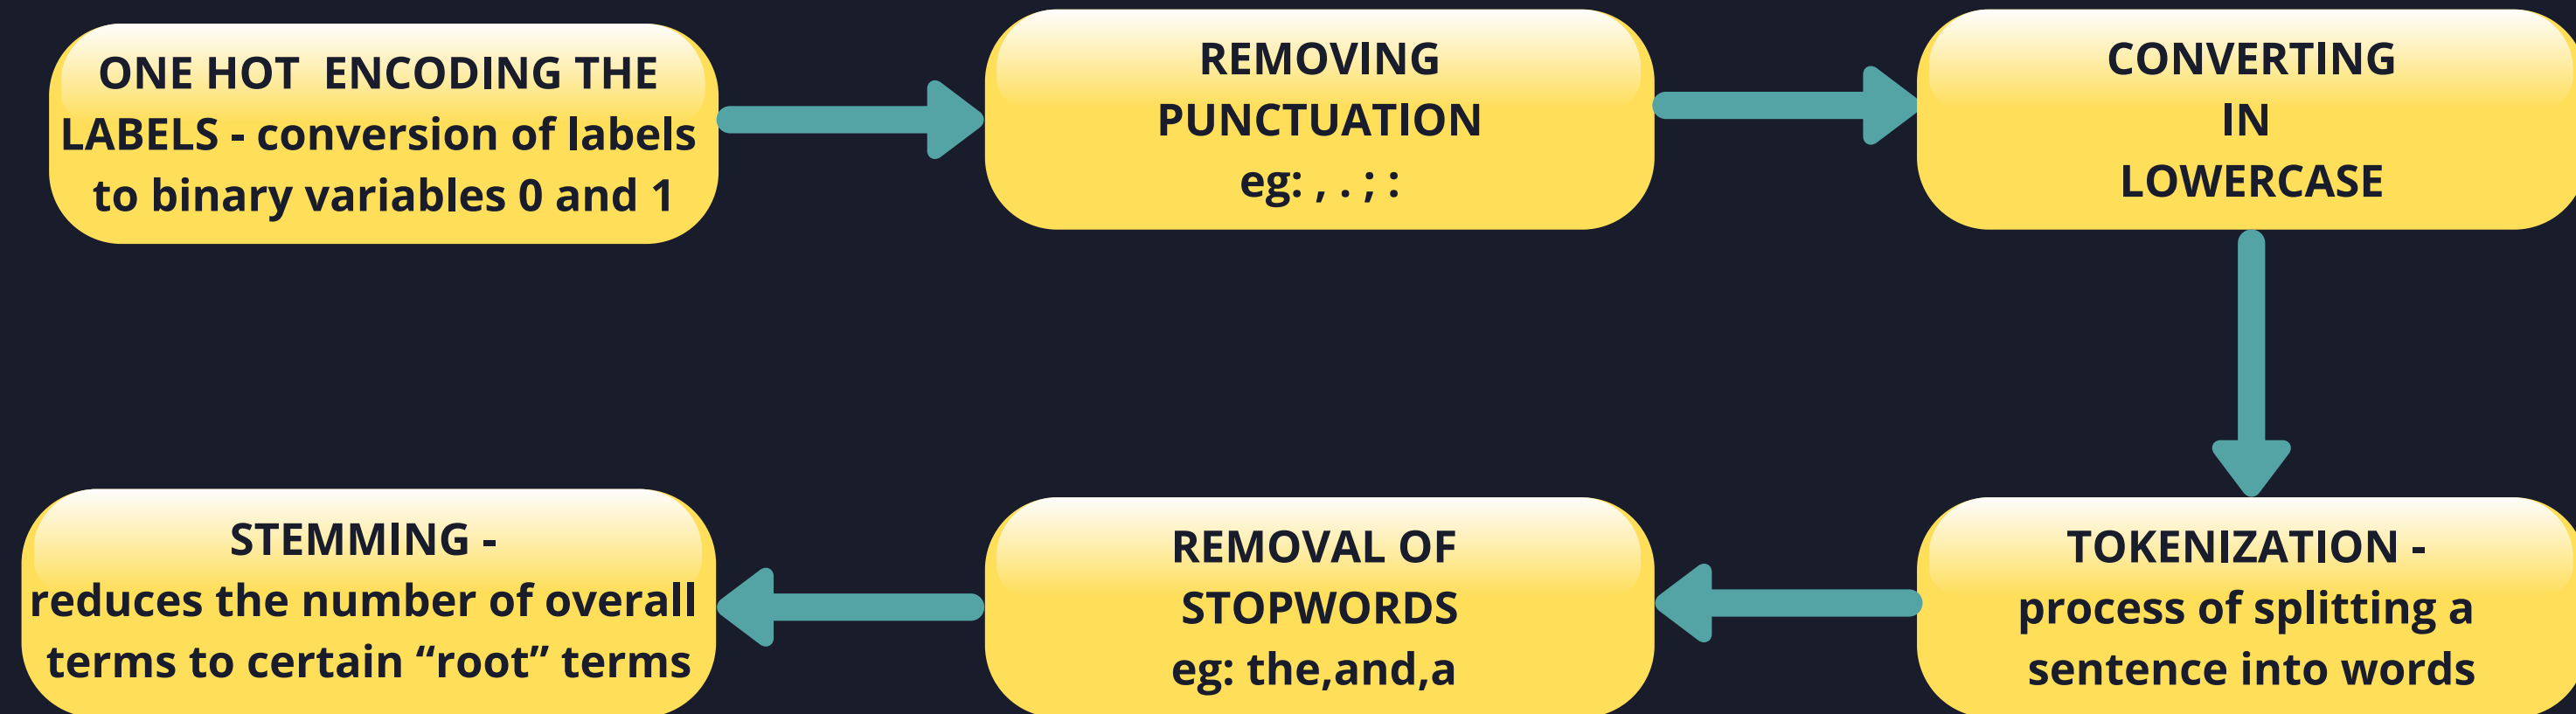 ONE HOT ENCODING THE
LABELS - conversion of labels
to binary variables 0 and 1
REMOVING
PUNCTUATION
eg: , . ; :
CONVERTING
IN
LOWERCASE
TOKENIZATION -
process of splitting a
sentence into words
REMOVAL OF
STOPWORDS
eg: the,and,a
STEMMING -
reduces the number of overall
terms to certain “root” terms